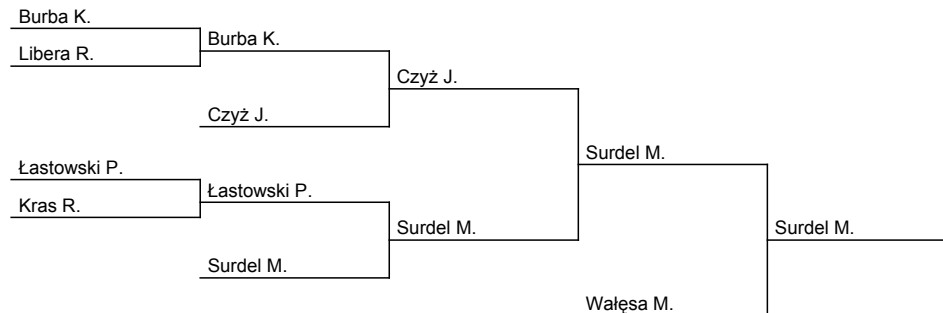 Burba K.
Libera R.
Burba K.
Czyż J.
Czyż J.
Łastowski P.
Kras R.
Łastowski P.
Surdel M.
Surdel M.
Surdel M.
Wałęsa M.
Surdel M.